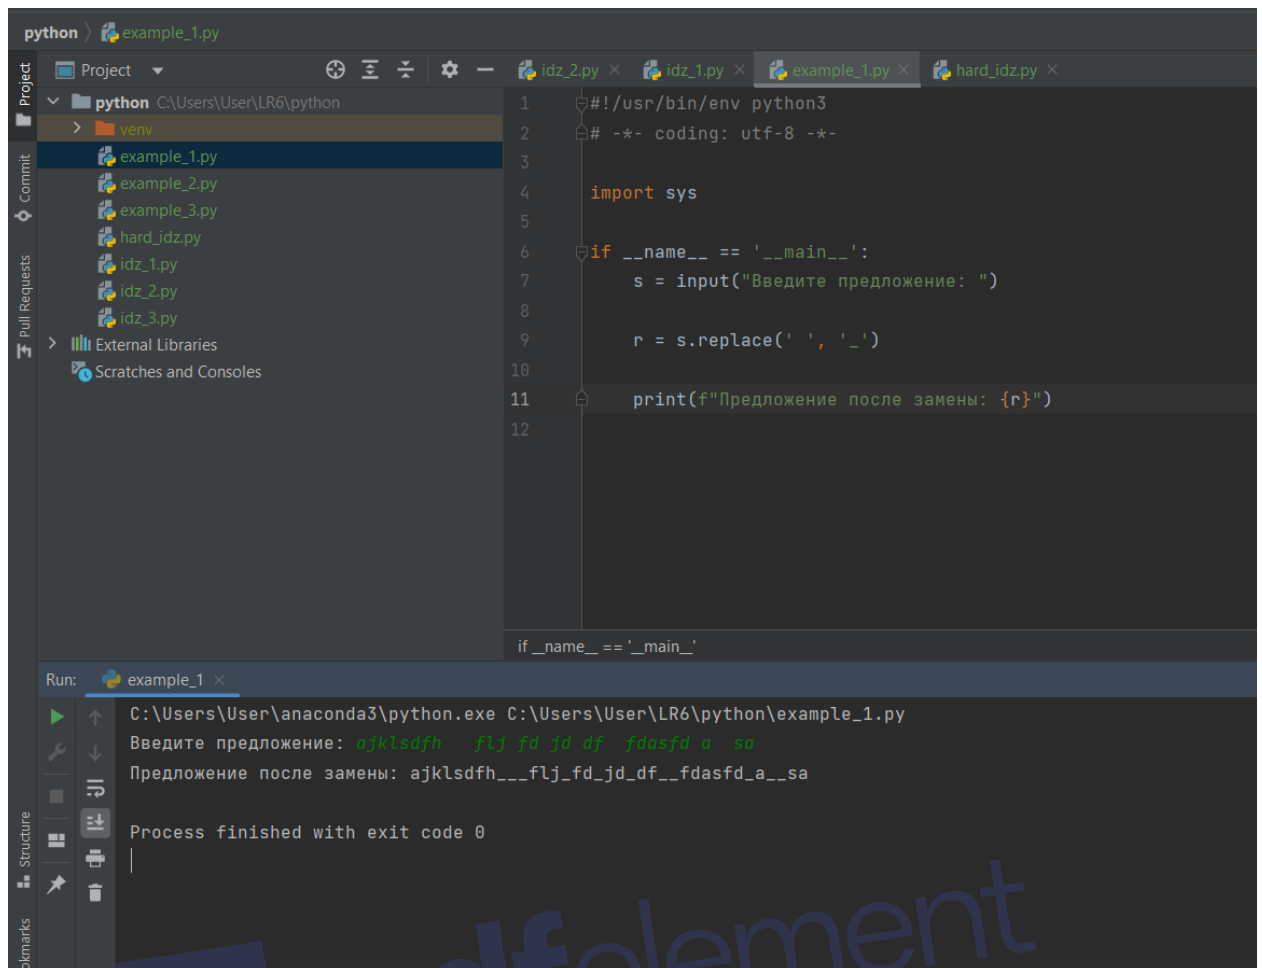 python example_1.py
Project
idz_2.py idz_1.py example_1.py hard_idz.py
python C:\Users\User\LR6\python
venv
example_1.py
example_2.py
example_3.py
hard_idz.py
idz_1.py
idz_2.py
idz_3.py
External Libraries
Scratches and Consoles
Project
Commit
Pull Requests
Structure
1 #!/usr/bin/env python3
2 # -*- coding: utf-8 -*-
3
4 import sys
5
6 if __name__ == '__main__':
7 s = input("Введите предложение: ")
8
9 r = s.replace(' ', '_')
10
11 print(f"Предложение после замены: {r}")
12
if __name__ == '__main__'
Run: example_1
C:\Users\User\anaconda3\python.exe C:\Users\User\LR6\python\example_1.py
Введите предложение: ajklsdfh   flj fd jd df  fdasfd a  sa
Предложение после замены: ajklsdfh___flj_fd_jd_df__fdasfd_a__sa
Process finished with exit code 0
element